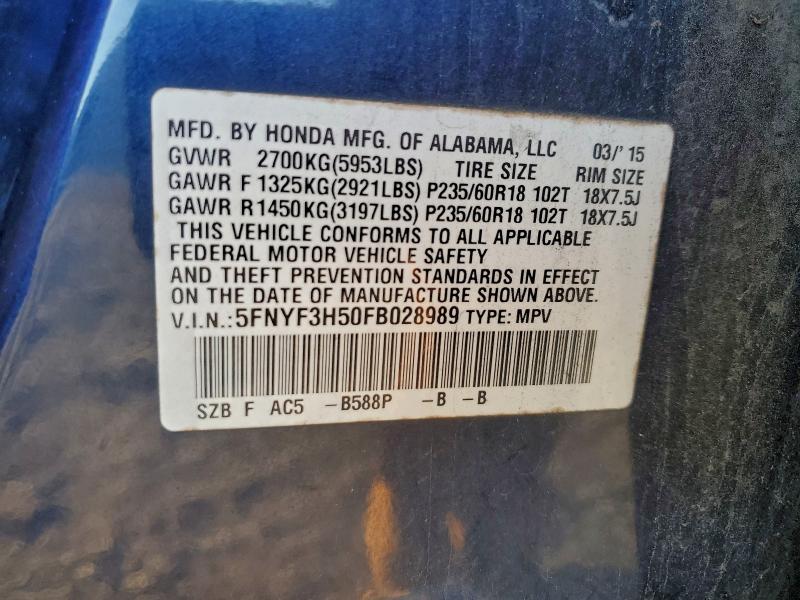 MFD. BY HONDA MFG. OF ALABAMA, LLC 03/'15
GVWR 2700KG(5953LBS) TIRE SIZE RIM SIZE
GAWR F 1325KG(2921LBS) P235/60R18 102T 18X7.5J
GAWR R1450KG(3197LBS) P235/60R18 102T 18X7.5J
THIS VEHICLE CONFORMS TO ALL APPLICABLE
FEDERAL MOTOR VEHICLE SAFETY
AND THEFT PREVENTION STANDARDS IN EFFECT
ON THE DATE OF MANUFACTURE SHOWN ABOVE.
V.I.N.:5FNYF3H50FB028989 TYPE: MPV
SZB F AC5 -B588P -B -B